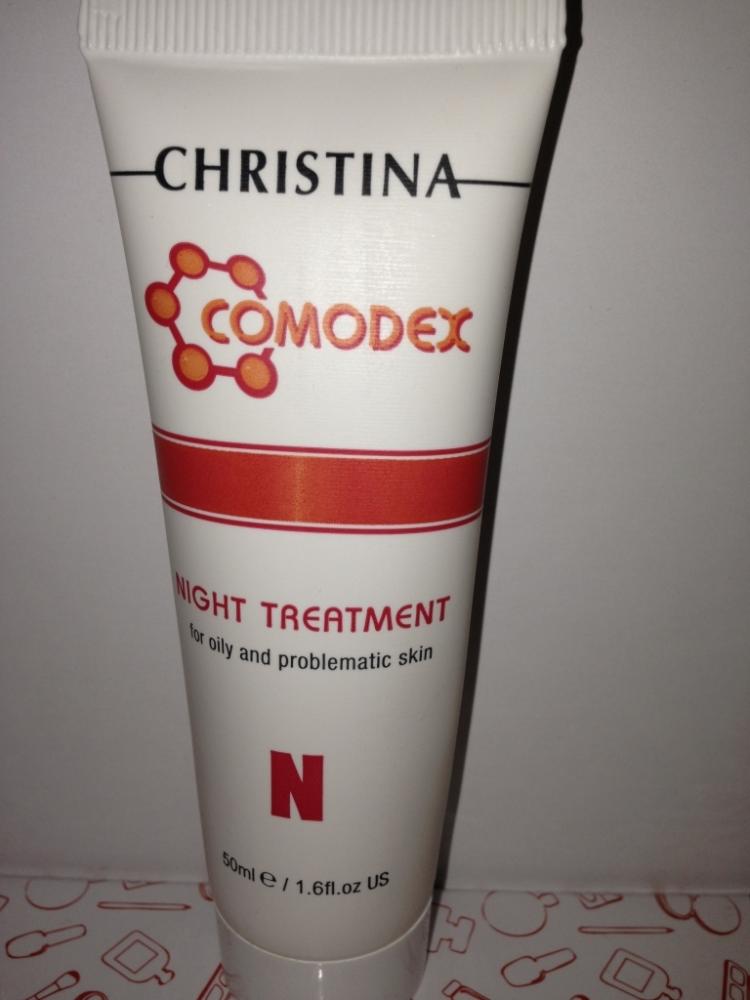 CHRISTINA
COMODEX
NIGHT TREATMENT
for oily and problematic skin
N
50ml e / 1.6fl.oz US